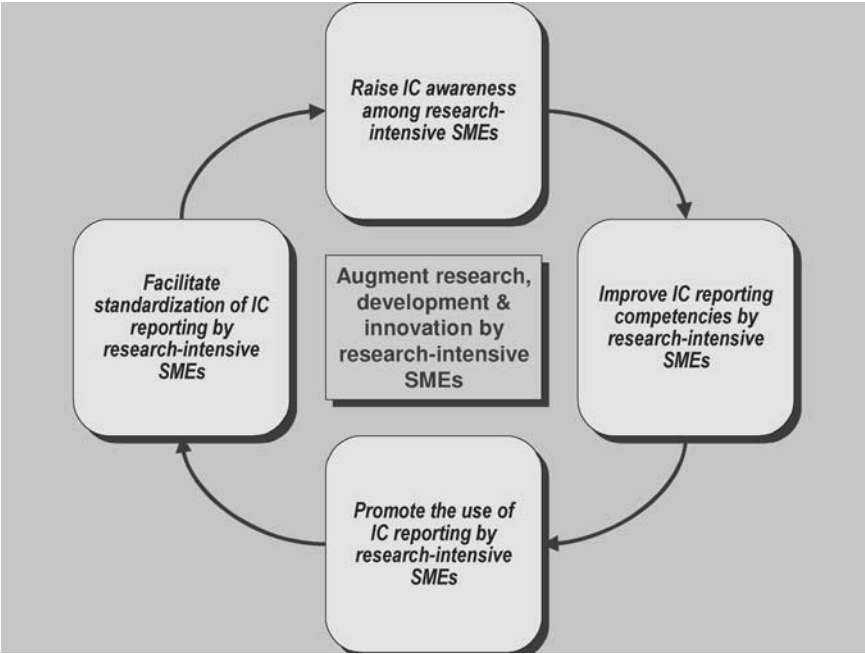 Raise IC awareness
among research-
intensive SMEs
Facilitate
standardization of IC
reporting by
research-intensive
SMEs
Augment research,
development &
innovation by
research-intensive
SMEs
Improve IC reporting
competencies by
research-intensive
SMEs
Promote the use of
IC reporting by
research-intensive
SMEs